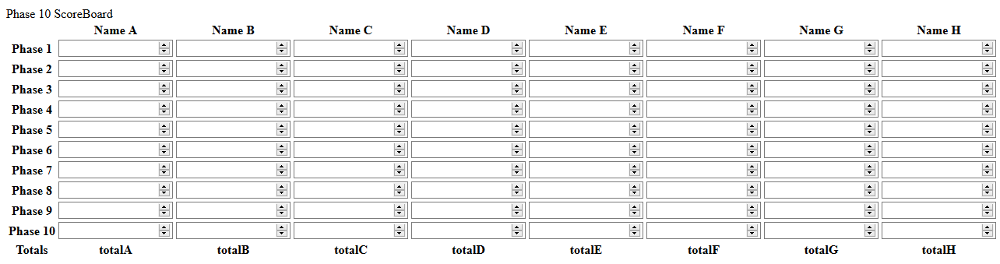 Phase 10 ScoreBoard
Name A Name B Name C Name D Name E Name F Name G Name H
Phase 1
Phase 2
Phase 3
Phase 4
Phase 5
Phase 6
Phase 7
Phase 8
Phase 9
Phase 10
Totals totalA totalB totalC totalD totalE totalF totalG totalH